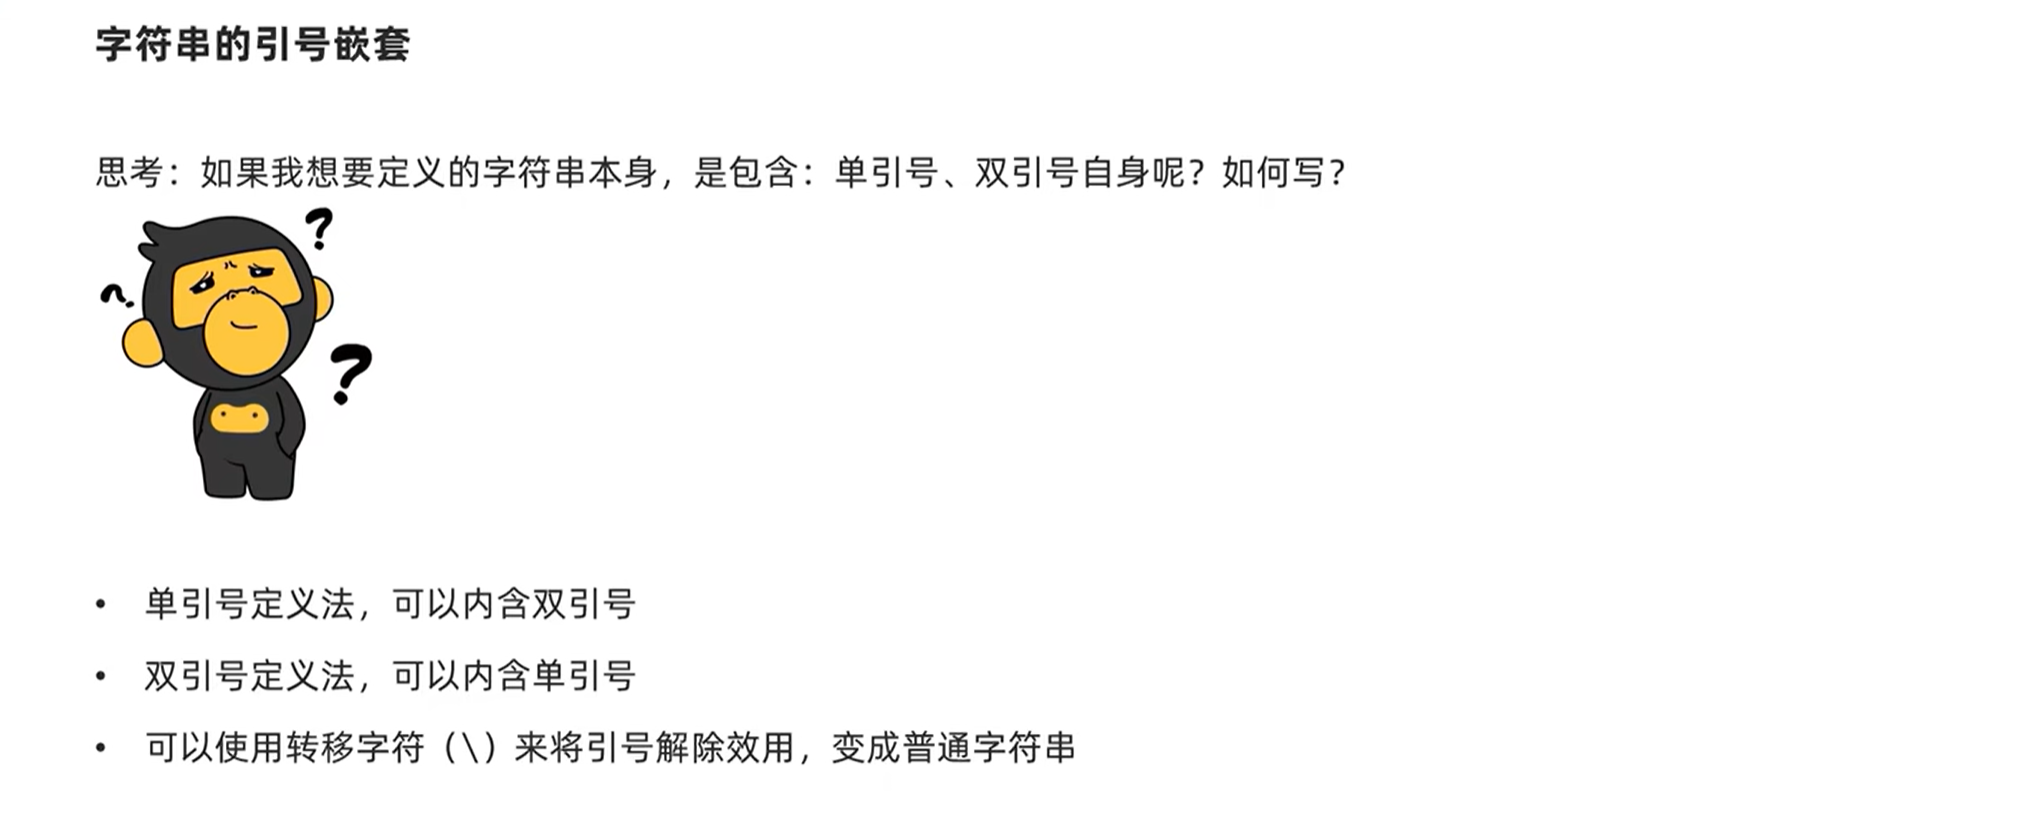 字符串的引号嵌套
思考：如果我想要定义的字符串本身，是包含：单引号、双引号自身呢？如何写？
?
?
?
• 单引号定义法，可以内含双引号
• 双引号定义法，可以内含单引号
• 可以使用转移字符（\）来将引号解除效用，变成普通字符串